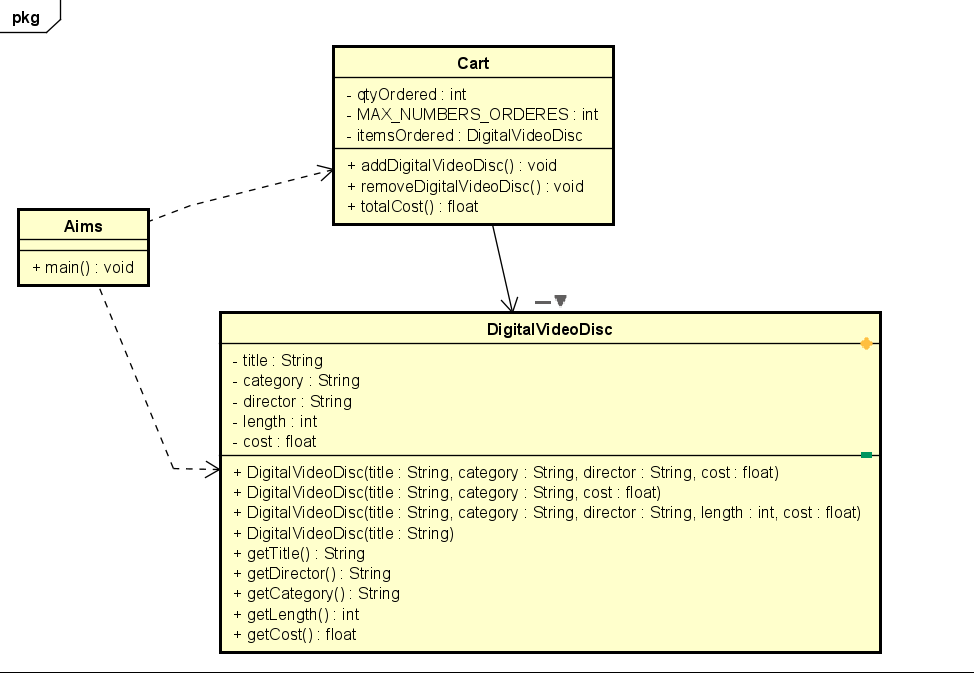 pkg
Cart
- qtyOrdered : int
- MAX_NUMBERS_ORDERES : int
- itemsOrdered : DigitalVideoDisc
+ addDigitalVideoDisc() : void
+ removeDigitalVideoDisc() : void
+ totalCost() : float
Aims
+ main() : void
DigitalVideoDisc
- title : String
- category : String
- director : String
- length : int
- cost : float
+ DigitalVideoDisc(title : String, category : String, director : String, cost : float)
+ DigitalVideoDisc(title : String, category : String, cost : float)
+ DigitalVideoDisc(title : String, category : String, director : String, length : int, cost : float)
+ DigitalVideoDisc(title : String)
+ getTitle() : String
+ getDirector() : String
+ getCategory() : String
+ getLength() : int
+ getCost() : float